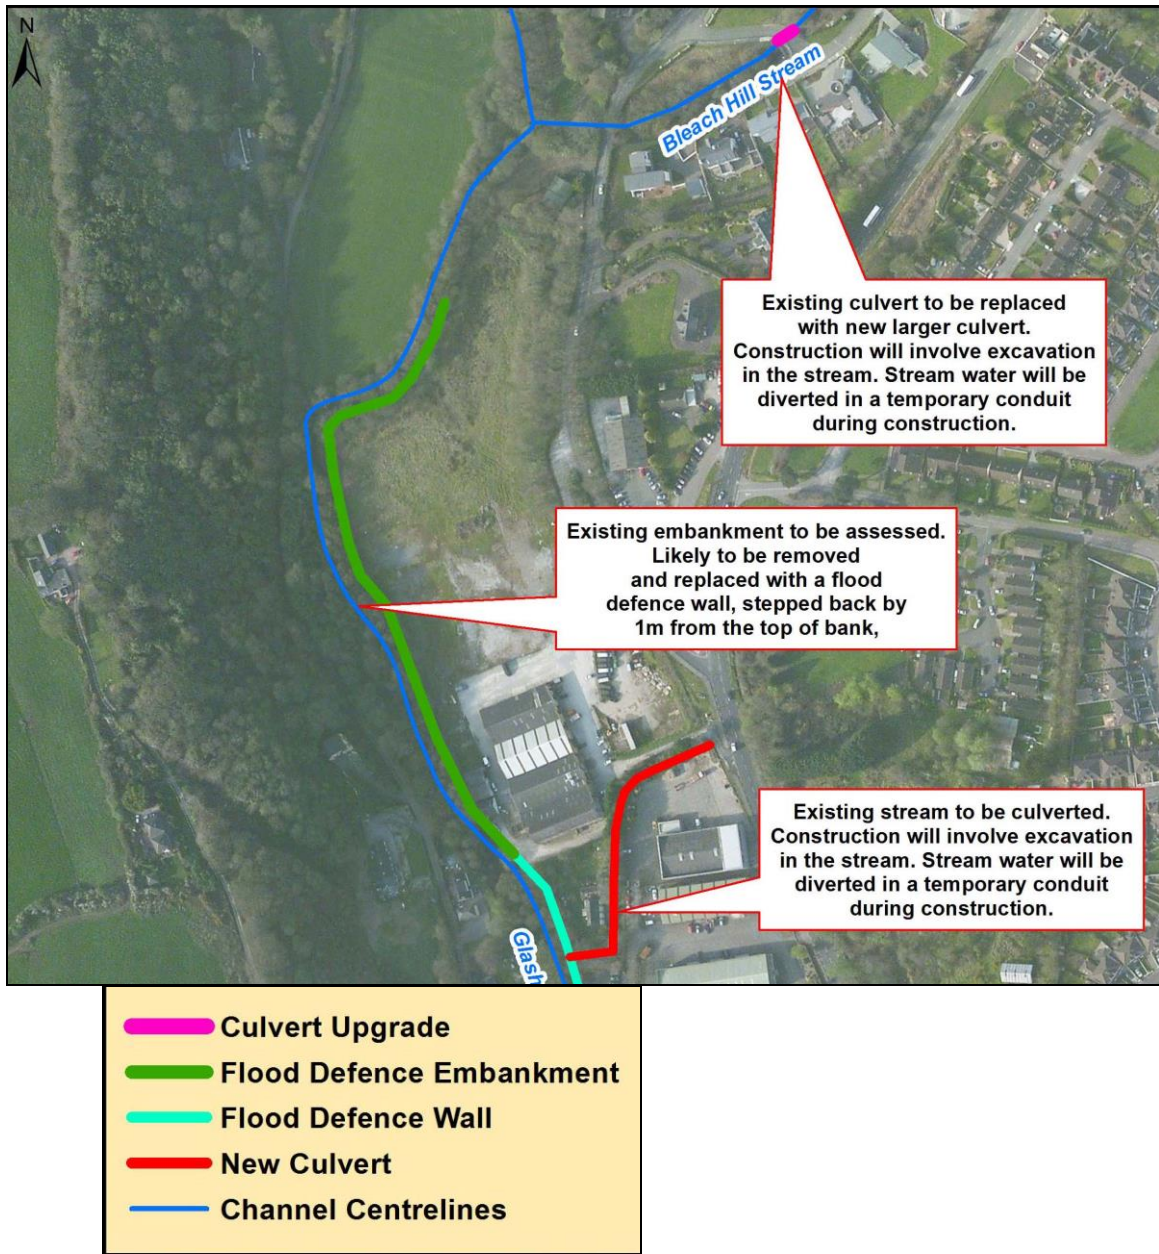 N
Bleach Hill Stream
Existing culvert to be replaced
with new larger culvert.
Construction will involve excavation
in the stream. Stream water will be
diverted in a temporary conduit
during construction.
Existing embankment to be assessed.
Likely to be removed
and replaced with a flood
defence wall, stepped back by
1m from the top of bank,
Existing stream to be culverted.
Construction will involve excavation
in the stream. Stream water will be
diverted in a temporary conduit
during construction.
Glash
Culvert Upgrade
Flood Defence Embankment
Flood Defence Wall
New Culvert
Channel Centrelines